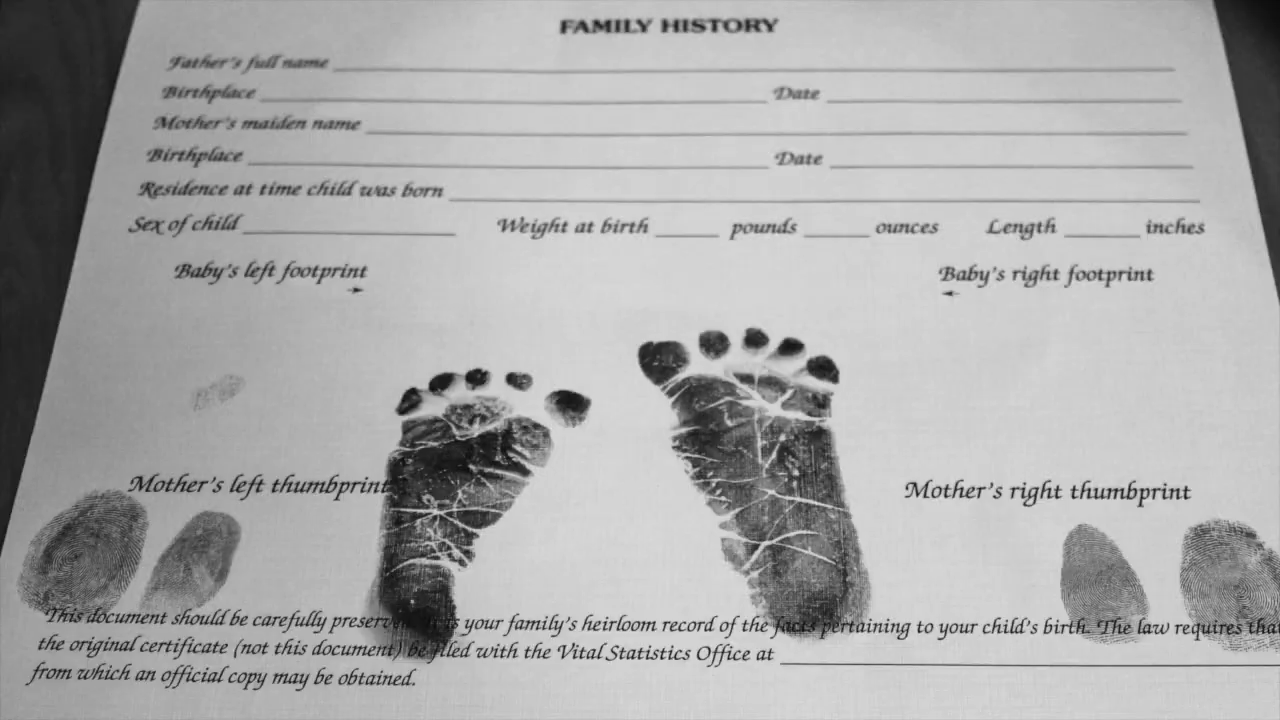 FAMILY HISTORY
Father's full name
Birthplace Date
Mother's maiden name
Birthplace Date
Residence at time child was born
Sex of child Weight at birth pounds ounces Length inches
Baby's left footprint Baby's right footprint
Mother's left thumbprint Mother's right thumbprint
This document should be carefully preserved as your family's heirloom record of the facts pertaining to your child's birth. The law requires that
the original certificate (not this document) be filed with the Vital Statistics Office at
from which an official copy may be obtained.